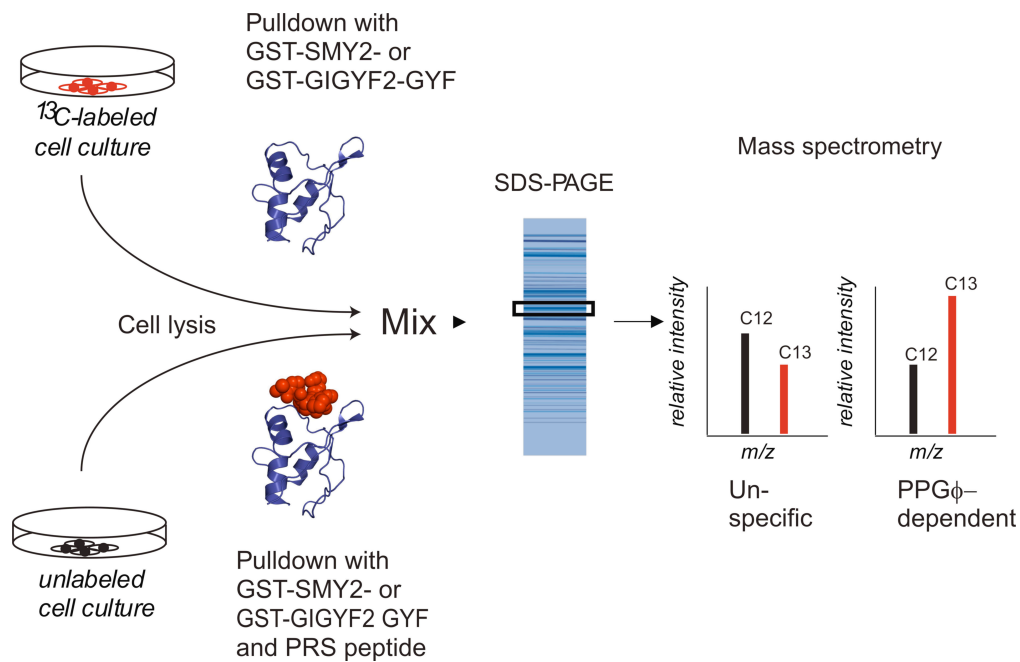 Pulldown with
GST-SMY2- or
GST-GIGYF2-GYF
13C-labeled
cell culture
Cell lysis
Mix
unlabeled
cell culture
Pulldown with
GST-SMY2- or
GST-GIGYF2 GYF
and PRS peptide
SDS-PAGE
Mass spectrometry
relative intensity
C12
C13
m/z
Un-
specific
relative intensity
C12
C13
m/z
PPGϕ–
dependent